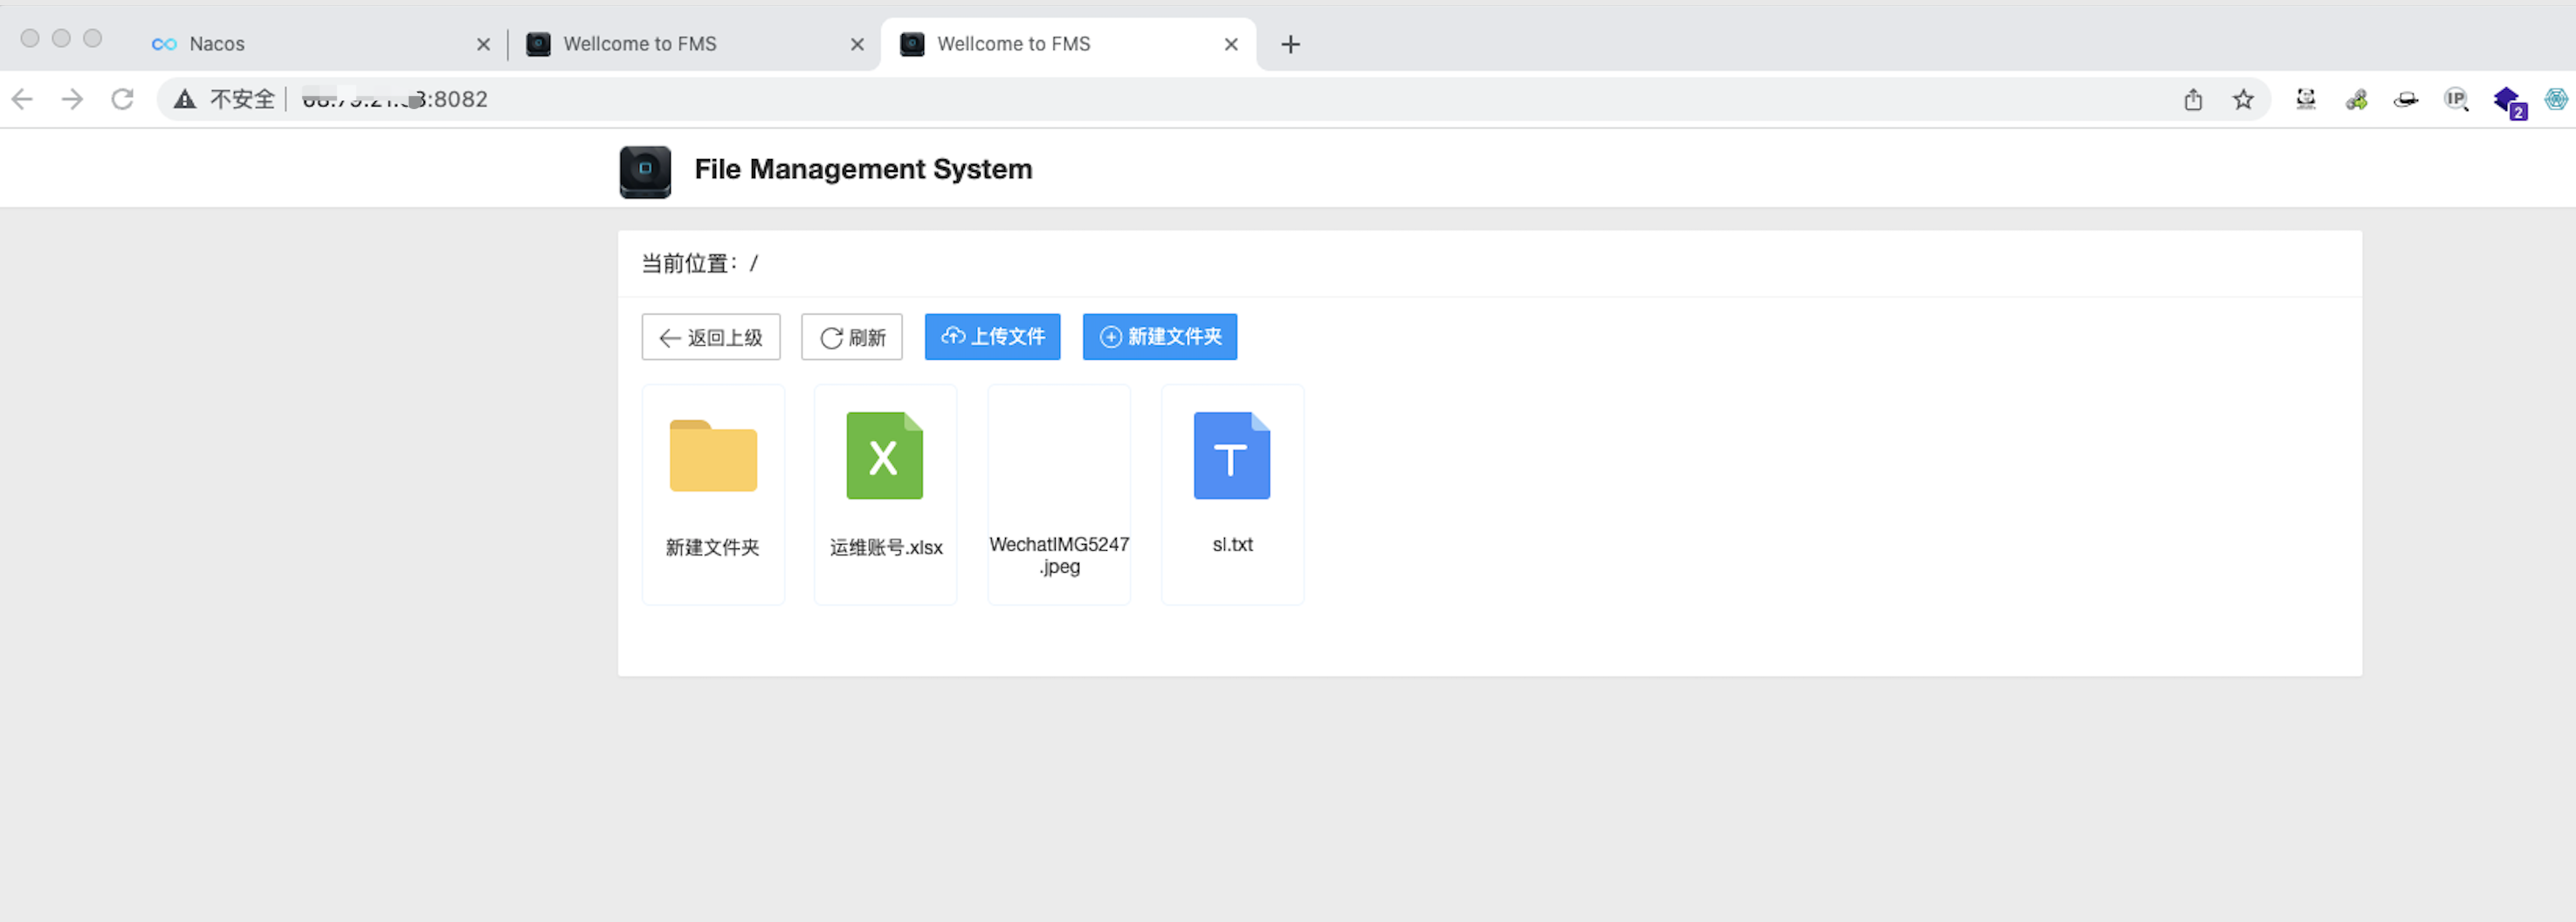 Nacos
Wellcome to FMS
Wellcome to FMS
不安全
:8082
IP
2
File Management System
当前位置：/
返回上级
刷新
上传文件
新建文件夹
X
T
新建文件夹
运维账号.xlsx
WechatIMG5247
.jpeg
sl.txt